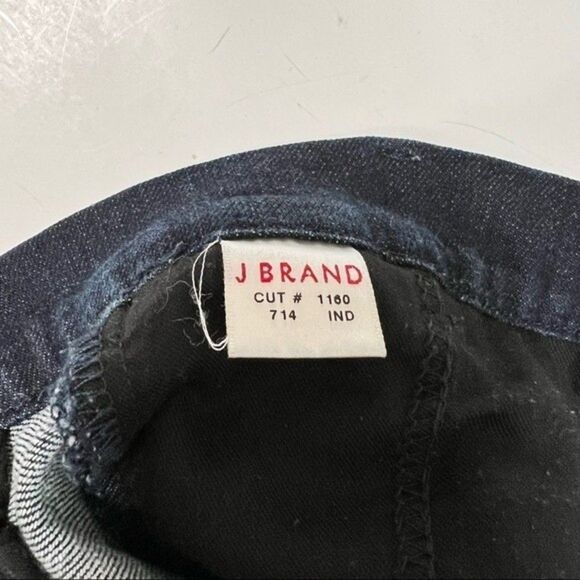 J BRAND
CUT # 1160
714 IND